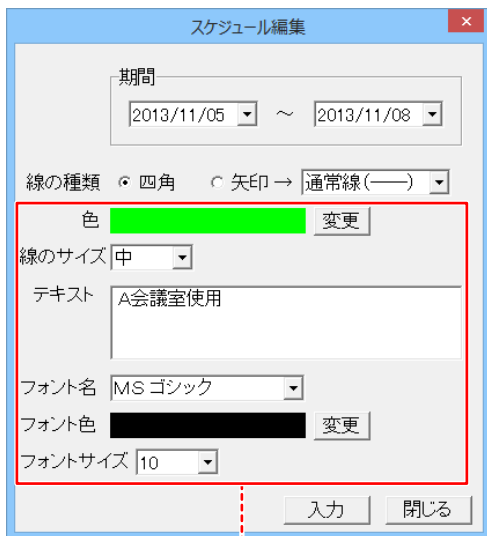 スケジュール編集
期間
2013/11/05 ～ 2013/11/08
線の種類 四角 矢印→ 通常線(——)
色 変更
線のサイズ 中
テキスト A会議室使用
フォント名 MS ゴシック
フォント色 変更
フォントサイズ 10
入力 閉じる